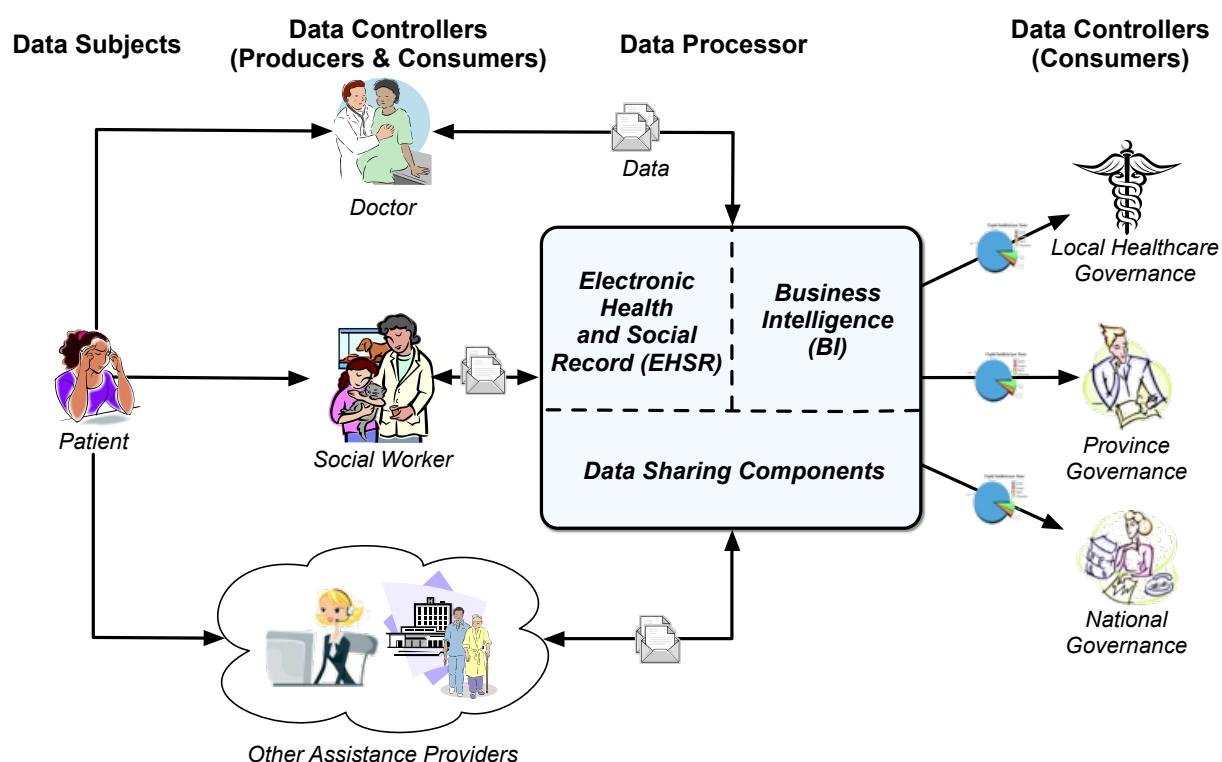 Data Subjects
Data Controllers
(Producers & Consumers)
Data Processor
Data Controllers
(Consumers)
Doctor
Data
Local Healthcare
Governance
Electronic
Health
and Social
Record (EHSR)
Business
Intelligence
(BI)
Patient
Social Worker
Province
Governance
Data Sharing Components
National
Governance
Other Assistance Providers